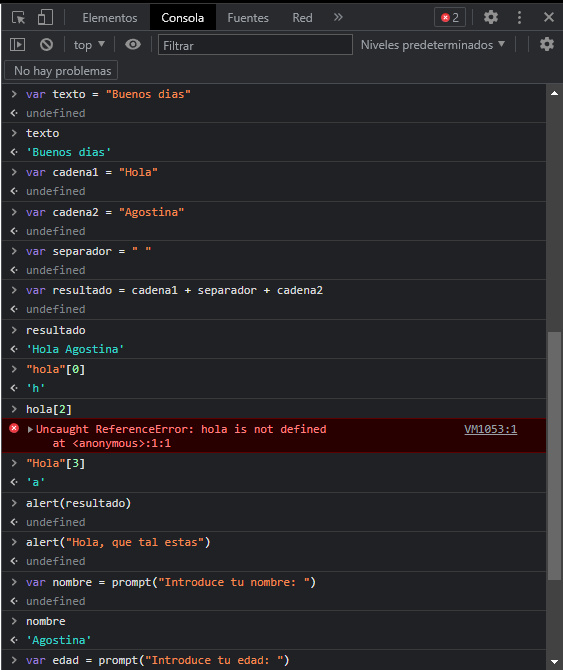 Elementos Consola Fuentes Red 2
top Filtrar Niveles predeterminados
No hay problemas
var texto = "Buenos dias"
undefined
texto
'Buenos dias'
var cadena1 = "Hola"
undefined
var cadena2 = "Agostina"
undefined
var separador = " "
undefined
var resultado = cadena1 + separador + cadena2
undefined
resultado
'Hola Agostina'
"hola"[0]
'h'
hola[2]
Uncaught ReferenceError: hola is not defined VM1053:1
at <anonymous>:1:1
"Hola"[3]
'a'
alert(resultado)
undefined
alert("Hola, que tal estas")
undefined
var nombre = prompt("Introduce tu nombre: ")
undefined
nombre
'Agostina'
var edad = prompt("Introduce tu edad: ")